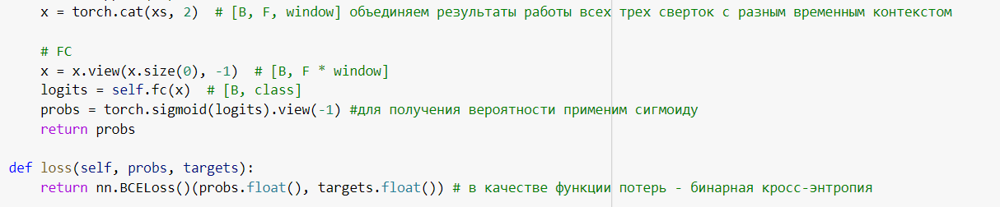 x = torch.cat(xs, 2)  # [B, F, window] объединяем результаты работы всех трех сверток с разным временным контекстом
# FC
x = x.view(x.size(0), -1)  # [B, F * window]
logits = self.fc(x)  # [B, class]
probs = torch.sigmoid(logits).view(-1) #для получения вероятности применим сигмоиду
return probs
def loss(self, probs, targets):
return nn.BCELoss()(probs.float(), targets.float()) # в качестве функции потерь - бинарная кросс-энтропия